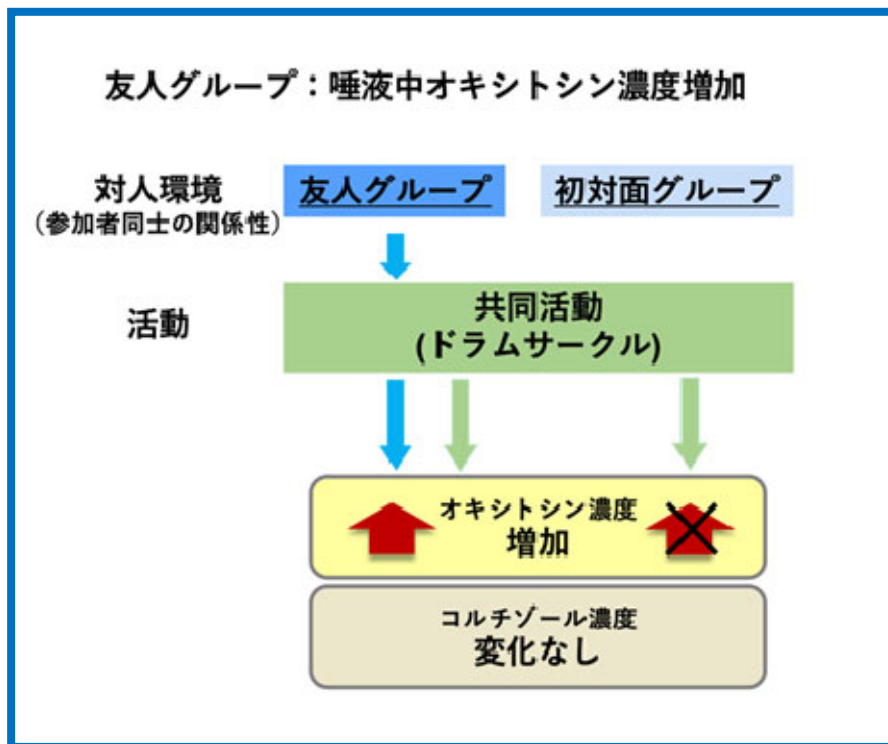 友人グループ：唾液中オキシトシン濃度増加
対人環境
（参加者同士の関係性）
友人グループ
初対面グループ
活動
共同活動
(ドラムサークル)
オキシトシン濃度
増加
コルチゾール濃度
変化なし